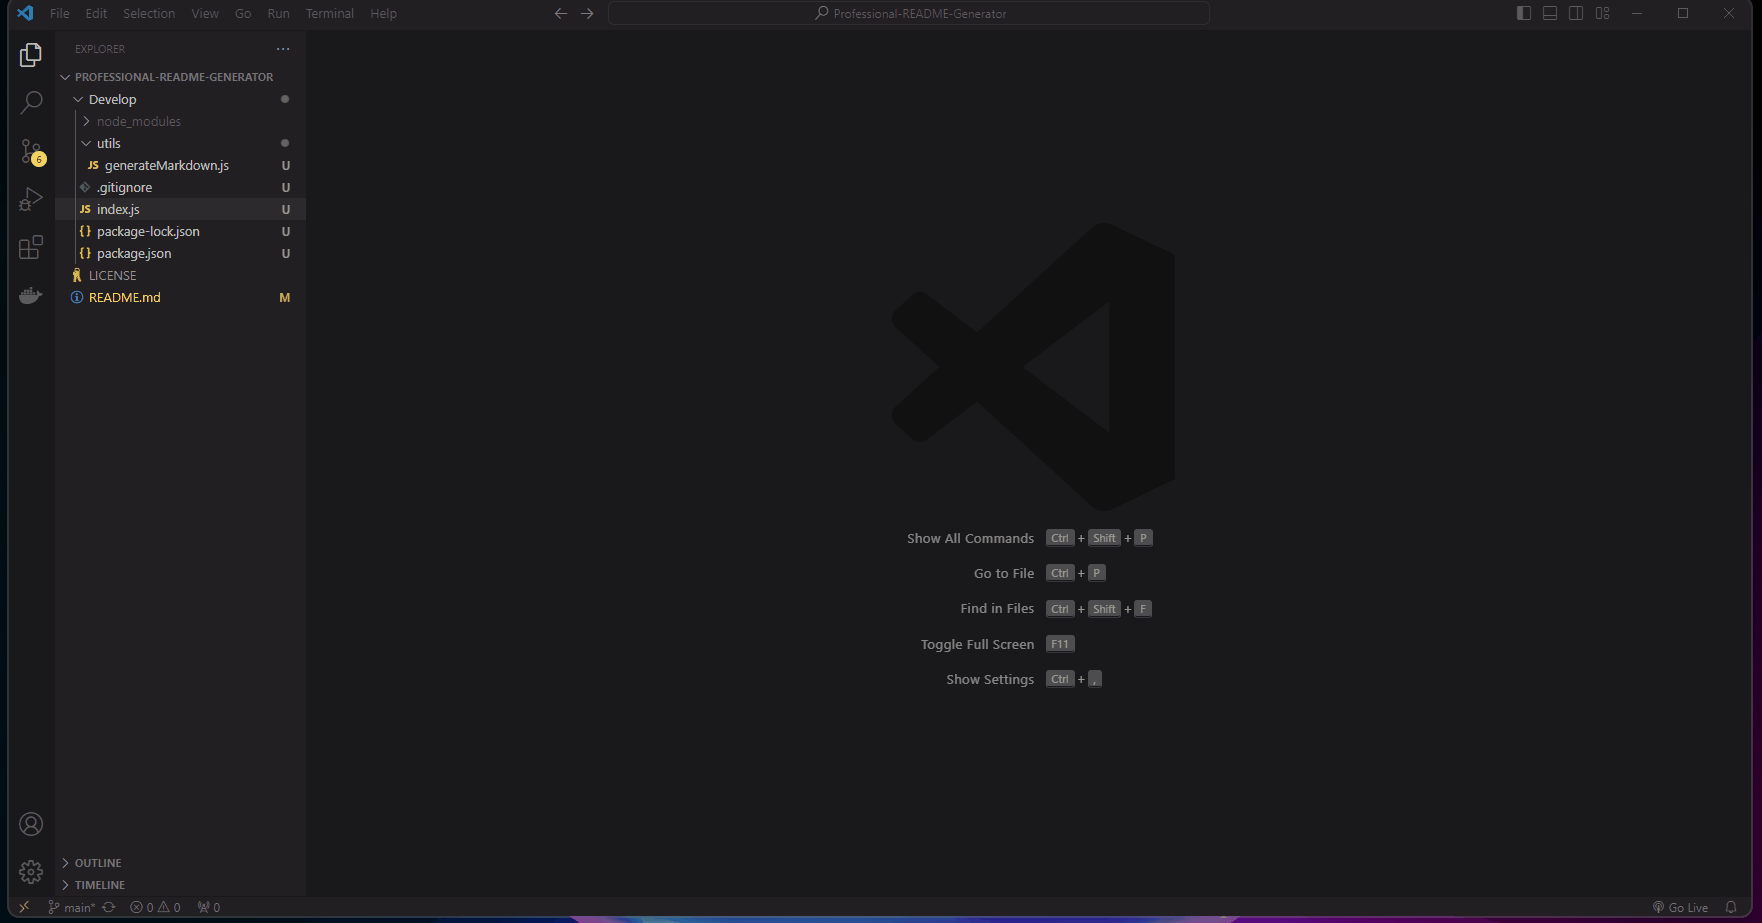 File Edit Selection View Go Run Terminal Help
Professional-README-Generator
EXPLORER
PROFESSIONAL-README-GENERATOR
Develop
node_modules
utils
JS generateMarkdown.js U
.gitignore U
JS index.js U
{} package-lock.json U
{} package.json U
LICENSE
README.md M
6
Show All Commands Ctrl + Shift + P
Go to File Ctrl + P
Find in Files Ctrl + Shift + F
Toggle Full Screen F11
Show Settings Ctrl + ,
OUTLINE
TIMELINE
main* 0 0 0 Go Live